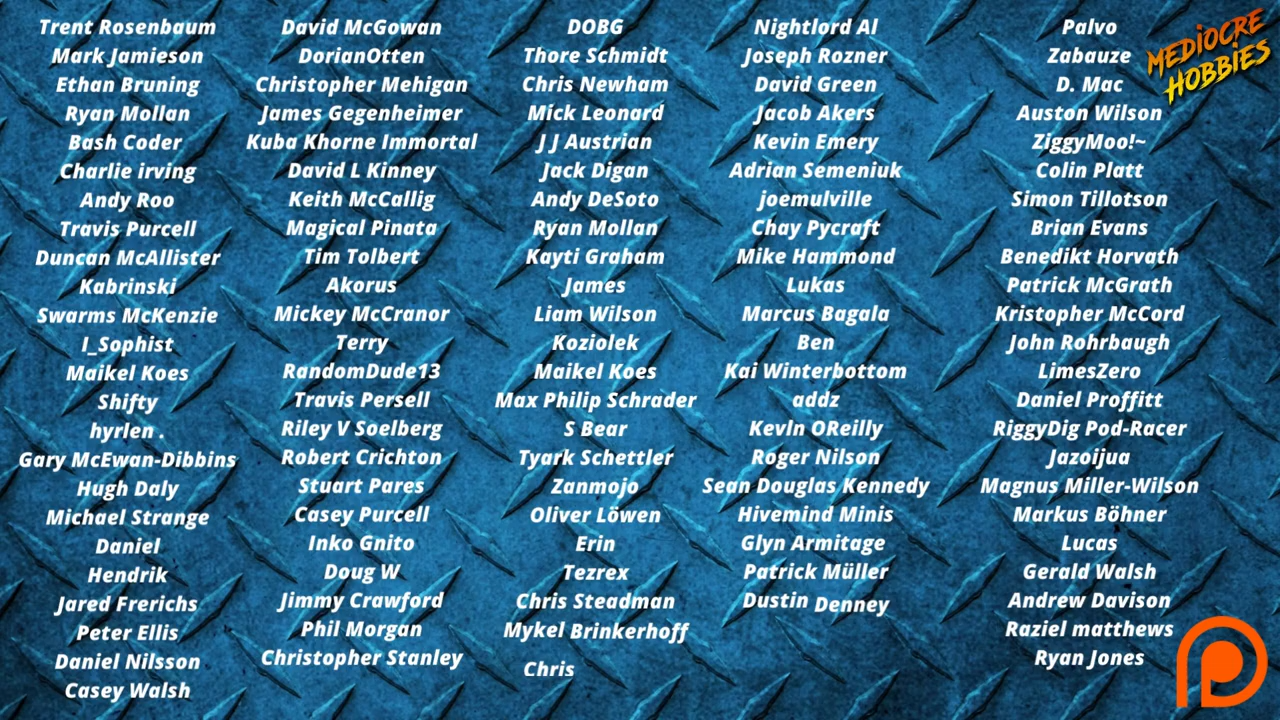 Trent Rosenbaum
Mark Jamieson
Ethan Bruning
Ryan Mollan
Bash Coder
Charlie irving
Andy Roo
Travis Purcell
Duncan McAllister
Kabrinski
Swarms McKenzie
I_Sophist
Maikel Koes
Shifty
hyrlen .
Gary McEwan-Dibbins
Hugh Daly
Michael Strange
Daniel
Hendrik
Jared Frerichs
Peter Ellis
Daniel Nilsson
Casey Walsh
David McGowan
DorianOtten
Christopher Mehigan
James Gegenheimer
Kuba Khorne Immortal
David L Kinney
Keith McCallig
Magical Pinata
Tim Tolbert
Akorus
Mickey McCranor
Terry
RandomDude13
Travis Persell
Riley V Soelberg
Robert Crichton
Stuart Pares
Casey Purcell
Inko Gnito
Doug W
Jimmy Crawford
Phil Morgan
Christopher Stanley
DOBG
Thore Schmidt
Chris Newham
Mick Leonard
J J Austrian
Jack Digan
Andy DeSoto
Ryan Mollan
Kayti Graham
James
Liam Wilson
Koziolek
Maikel Koes
Max Philip Schrader
S Bear
Tyark Schettler
Zanmojo
Oliver Löwen
Erin
Tezrex
Chris Steadman
Mykel Brinkerhoff
Chris
Nightlord Al
Joseph Rozner
David Green
Jacob Akers
Kevin Emery
Adrian Semeniuk
joemulville
Chay Pycraft
Mike Hammond
Lukas
Marcus Bagala
Ben
Kai Winterbottom
addz
Kevln OReilly
Roger Nilson
Sean Douglas Kennedy
Hivemind Minis
Glyn Armitage
Patrick Müller
Dustin Denney
Palvo
Zabauze
D. Mac
Auston Wilson
ZiggyMoo!~
Colin Platt
Simon Tillotson
Brian Evans
Benedikt Horvath
Patrick McGrath
Kristopher McCord
John Rohrbaugh
LimesZero
Daniel Proffitt
RiggyDig Pod-Racer
Jazoijua
Magnus Miller-Wilson
Markus Böhner
Lucas
Gerald Walsh
Andrew Davison
Raziel matthews
Ryan Jones
MEDIOCRE
HOBBIES